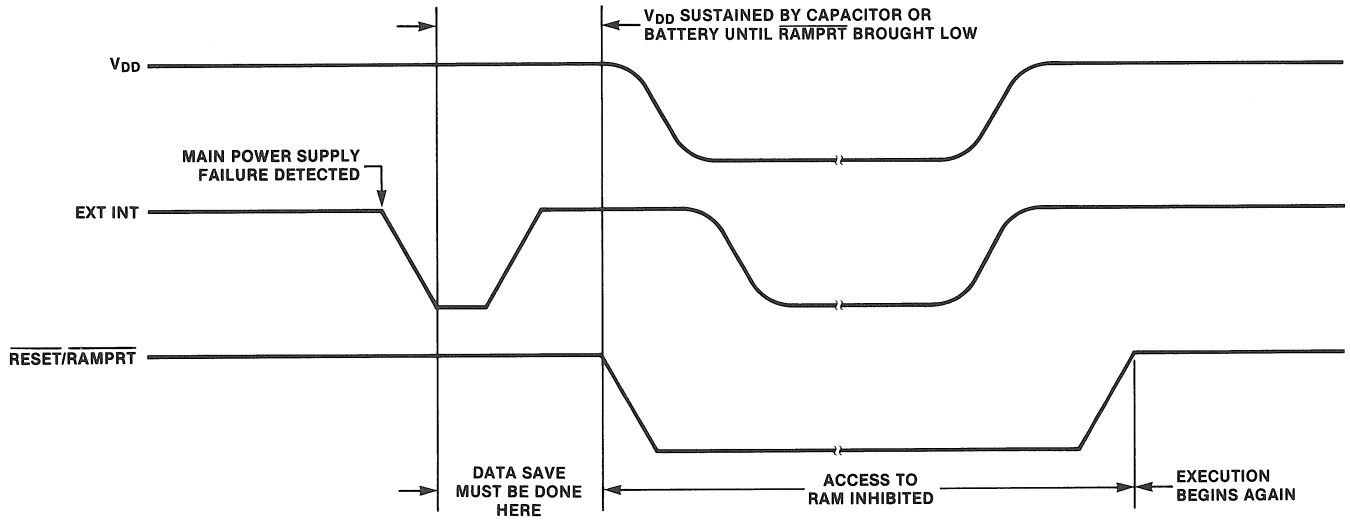 VDD SUSTAINED BY CAPACITOR OR
BATTERY UNTIL RAMPRT BROUGHT LOW
VDD
MAIN POWER SUPPLY
FAILURE DETECTED
EXT INT
RESET/RAMPRT
DATA SAVE
MUST BE DONE
HERE
ACCESS TO
RAM INHIBITED
EXECUTION
BEGINS AGAIN